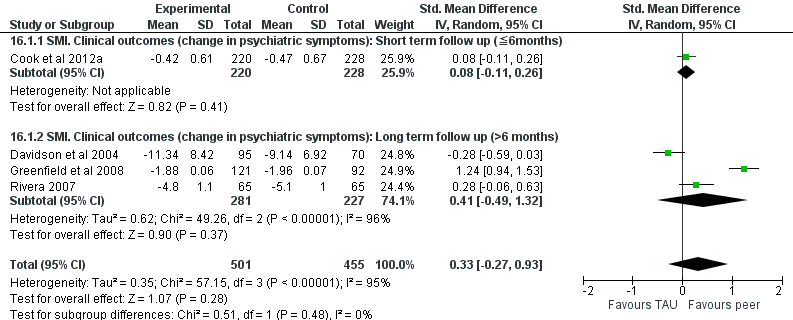 Experimental Control Std. Mean Difference Std. Mean Difference
Study or Subgroup Mean SD Total Mean SD Total Weight IV, Random, 95% CI IV, Random, 95% CI
16.1.1 SMI. Clinical outcomes (change in psychiatric symptoms): Short term follow up (≦6months)
Cook et al 2012a -0.42 0.61 220 -0.47 0.67 228 25.9% 0.08 [-0.11, 0.26]
Subtotal (95% CI) 220 228 25.9% 0.08 [-0.11, 0.26]
Heterogeneity: Not applicable
Test for overall effect: Z = 0.82 (P = 0.41)
16.1.2 SMI. Clinical outcomes (change in psychiatric symptoms): Long term follow up (>6 months)
Davidson et al 2004 -11.34 8.42 95 -9.14 6.92 70 24.8% -0.28 [-0.59, 0.03]
Greenfield et al 2008 -1.88 0.06 121 -1.96 0.07 92 24.9% 1.24 [0.94, 1.53]
Rivera 2007 -4.8 1.1 65 -5.1 1 65 24.4% 0.28 [-0.06, 0.63]
Subtotal (95% CI) 281 227 74.1% 0.41 [-0.49, 1.32]
Heterogeneity: Tau² = 0.62; Chi² = 49.26, df = 2 (P < 0.00001); I² = 96%
Test for overall effect: Z = 0.90 (P = 0.37)
Total (95% CI) 501 455 100.0% 0.33 [-0.27, 0.93]
Heterogeneity: Tau² = 0.35; Chi² = 57.15, df = 3 (P < 0.00001); I² = 95%
Test for overall effect: Z = 1.07 (P = 0.28)
Test for subgroup differences: Chi² = 0.51, df = 1 (P = 0.48), I² = 0%
-2 -1 0 1 2
Favours TAU Favours peer